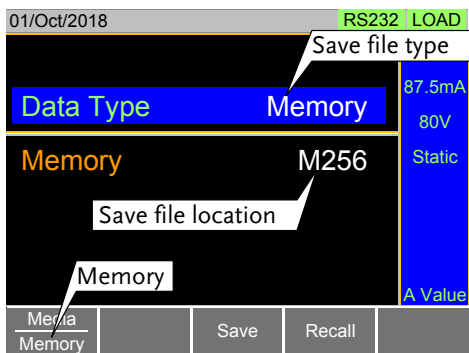 01/Oct/2018 RS232 LOAD
Save file type
Data Type Memory
87.5mA
80V
Memory M256
Static
Save file location
Memory
A Value
Media
Memory
Save
Recall